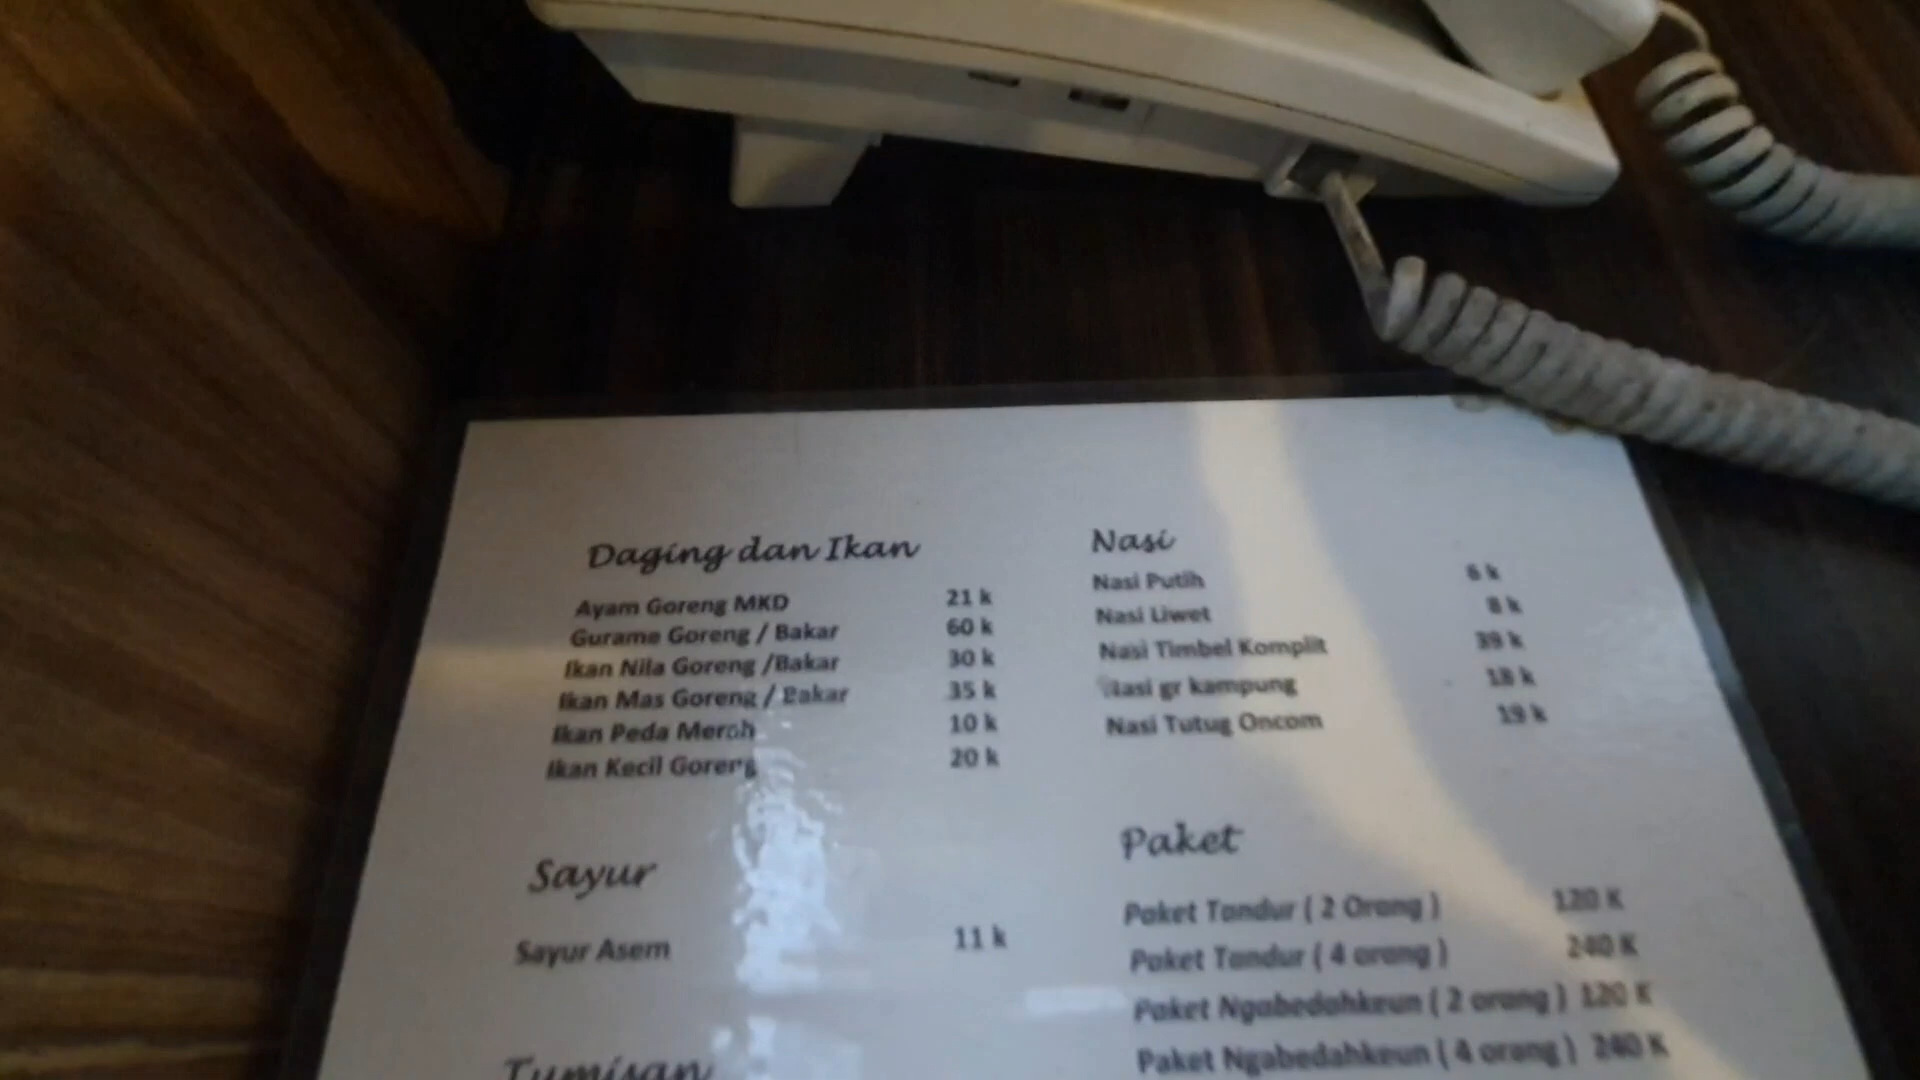 Daging dan Ikan
Ayam Goreng MKD 21 k
Gurame Goreng / Bakar 60 k
Ikan Nila Goreng /Bakar 30 k
Ikan Mas Goreng / Bakar 35 k
Ikan Peda Merah 10 k
Ikan Kecil Goreng 20 k
Sayur
Sayur Asem 11 k
Tumisan
Nasi
Nasi Putih 6 k
Nasi Liwet 8 k
Nasi Timbel Komplit 39 k
Nasi gr kampung 18 k
Nasi Tutug Oncom 19 k
Paket
Paket Tandur ( 2 Orang ) 120 K
Paket Tandur ( 4 orang ) 240 K
Paket Ngabedahkeun ( 2 orang ) 120 K
Paket Ngabedahkeun ( 4 orang ) 240 K